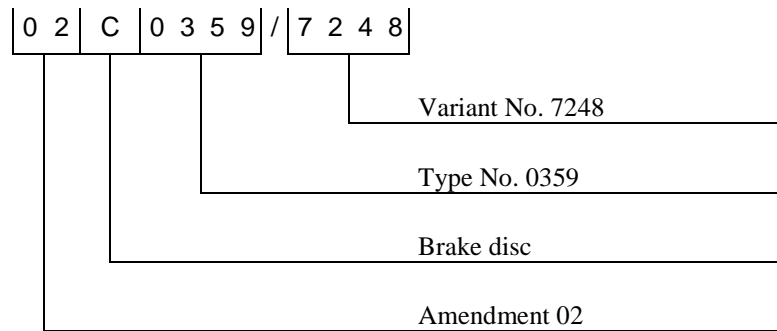 0 2 C 0 3 5 9 / 7 2 4 8
Variant No. 7248
Type No. 0359
Brake disc
Amendment 02